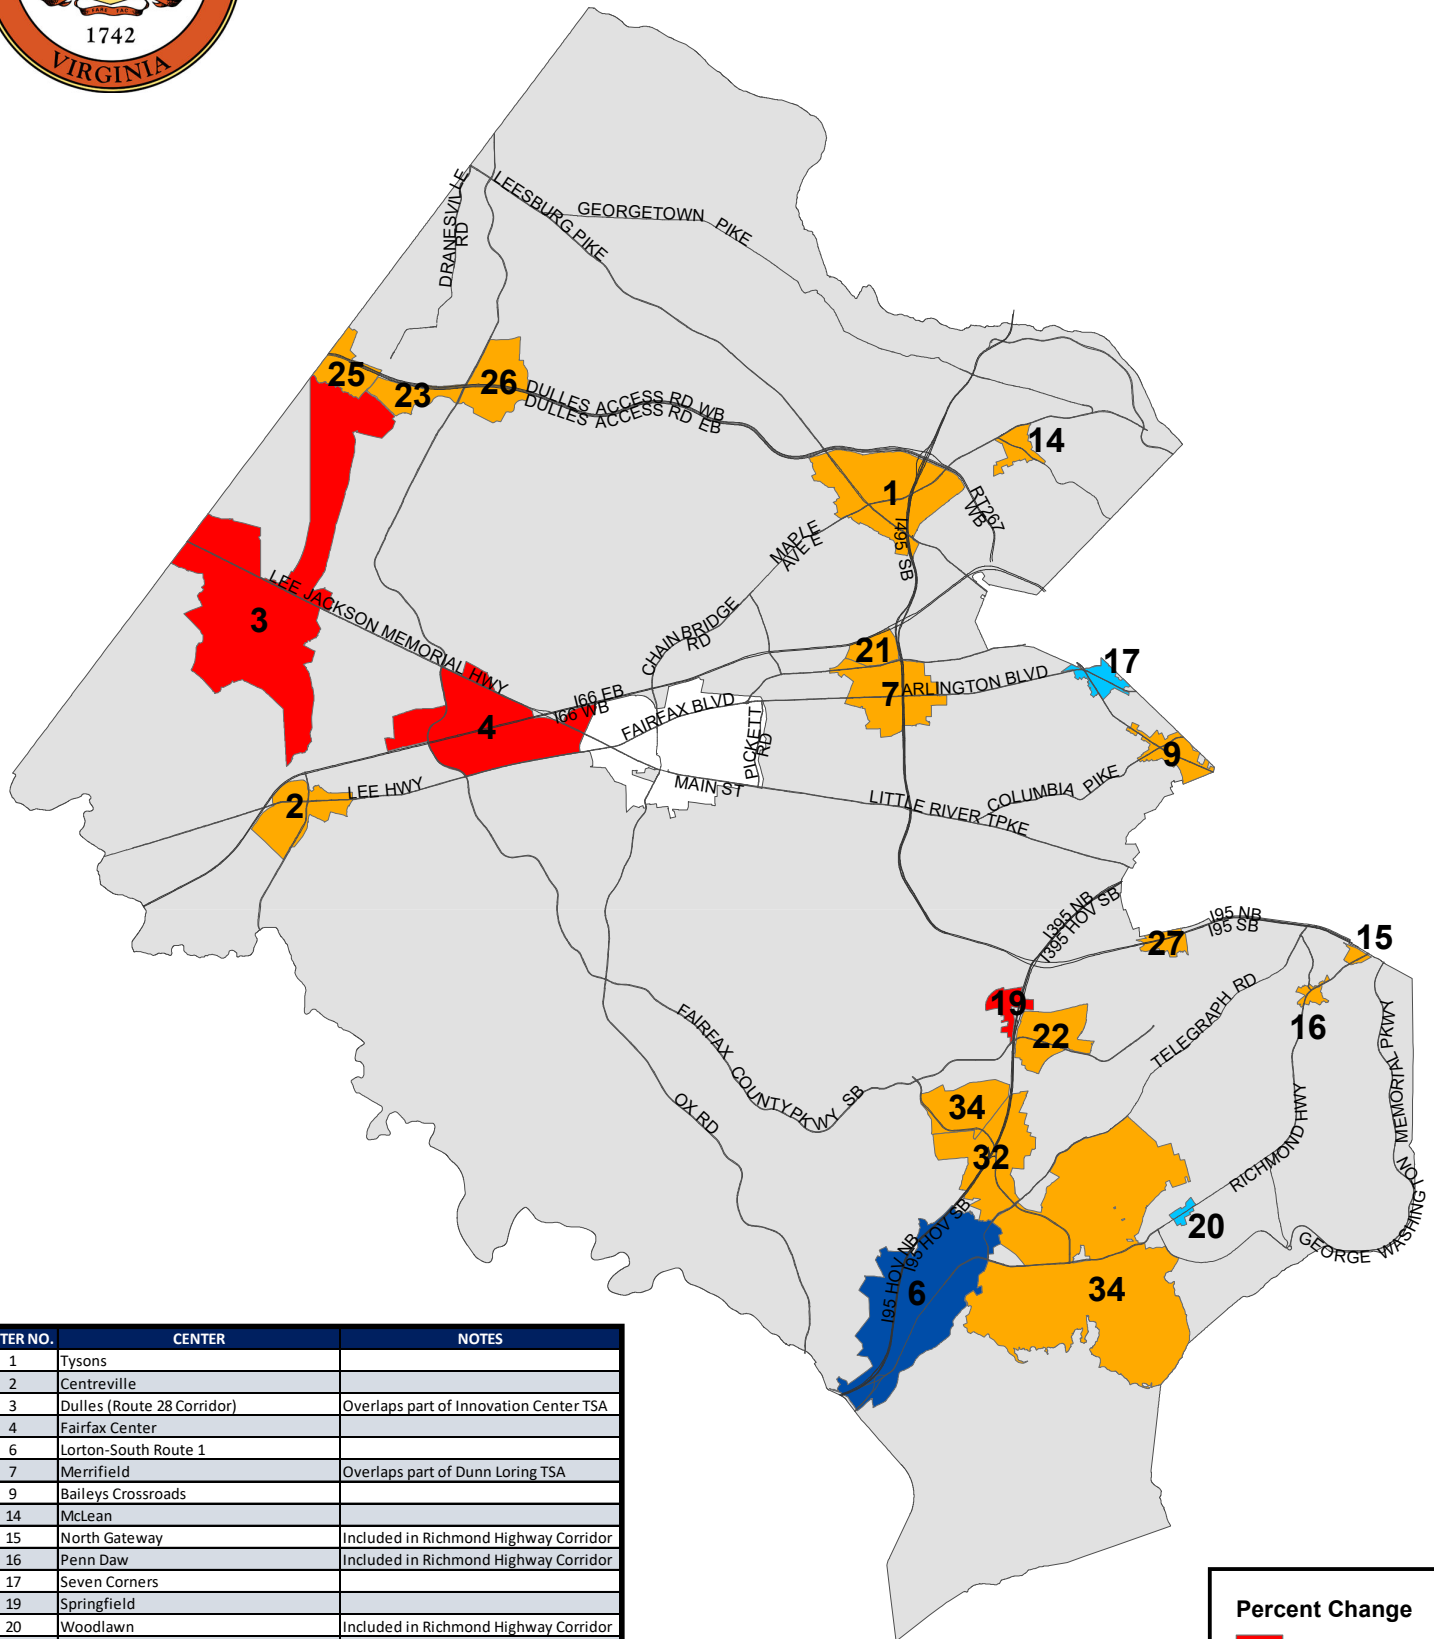 FARE FAC
1742
VIRGINIA
DRANESVILLE
RD
LEESBURG PIKE
GEORGETOWN PIKE
25
23
26
DULLES ACCESS RD WB
DULLES ACCESS RD EB
14
1
RT267
WB
I495 SB
MAPLE
AVE E
3
LEE JACKSON MEMORIAL HWY
CHAIN BRIDGE
RD
21
17
7
ARLINGTON BLVD
I66 EB
I66 WB
4
FAIRFAX BLVD
PICKETT
RD
9
2
LEE HWY
MAIN ST
LITTLE RIVER TPKE
COLUMBIA PIKE
I395 NB
I395 HOV SB
I95 NB
I95 SB
27
15
19
22
16
TELEGRAPH RD
FAIRFAX COUNTY PKWY SB
OX RD
34
32
RICHMOND HWY
GEORGE WASHINGTON MEMORIAL PKWY
20
I95 HOV NB
I95 HOV SB
6
34
TER NO. CENTER NOTES
1 Tysons
2 Centreville
3 Dulles (Route 28 Corridor) Overlaps part of Innovation Center TSA
4 Fairfax Center
6 Lorton-South Route 1
7 Merrifield Overlaps part of Dunn Loring TSA
9 Baileys Crossroads
14 McLean
15 North Gateway Included in Richmond Highway Corridor
16 Penn Daw Included in Richmond Highway Corridor
17 Seven Corners
19 Springfield
20 Woodlawn Included in Richmond Highway Corridor
Percent Change